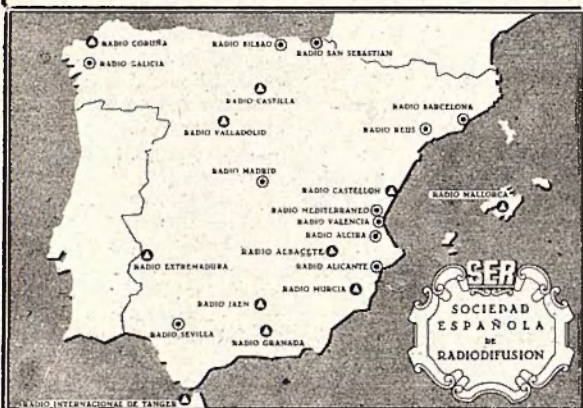 RADIO CORUÑA
RADIO GALICIA
RADIO BILBAO
RADIO SAN SEBASTIAN
RADIO CASTILLA
RADIO VALLADOLID
RADIO BARCELONA
RADIO REUS
RADIO MADRID
RADIO CASTELLON
RADIO MALLORCA
RADIO MEDITERRANEO
RADIO VALENCIA
RADIO ALCIRA
RADIO ALBACETE
RADIO EXTREMADURA
RADIO ALICANTE
RADIO MURCIA
RADIO JAEN
RADIO SEVILLA
RADIO GRANADA
RADIO INTERNACIONAL DE TANGER
SER
SOCIEDAD
ESPAÑOLA
DE
RADIODIFUSION